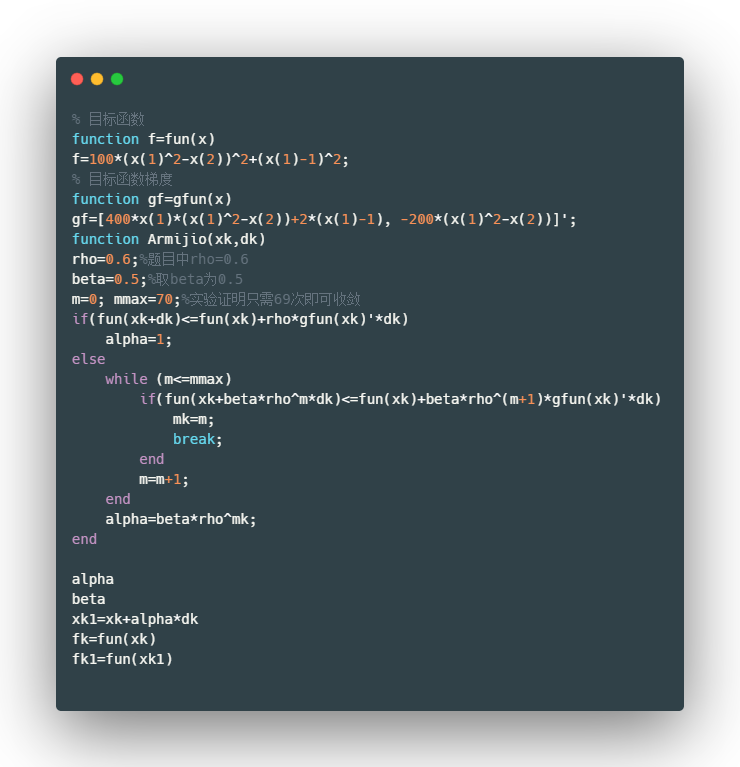 % 目标函数
function f=fun(x)
f=100*(x(1)^2-x(2))^2+(x(1)-1)^2;
% 目标函数梯度
function gf=gfun(x)
gf=[400*x(1)*(x(1)^2-x(2))+2*(x(1)-1), -200*(x(1)^2-x(2))]';
function Armijio(xk,dk)
rho=0.6;%题目中rho=0.6
beta=0.5;%取beta为0.5
m=0; mmax=70;%实验证明只需69次即可收敛
if(fun(xk+dk)<=fun(xk)+rho*gfun(xk)'*dk)
    alpha=1;
else
    while (m<=mmax)
        if(fun(xk+beta*rho^m*dk)<=fun(xk)+beta*rho^(m+1)*gfun(xk)'*dk)
            mk=m;
            break;
        end
        m=m+1;
    end
    alpha=beta*rho^mk;
end
alpha
beta
xk1=xk+alpha*dk
fk=fun(xk)
fk1=fun(xk1)